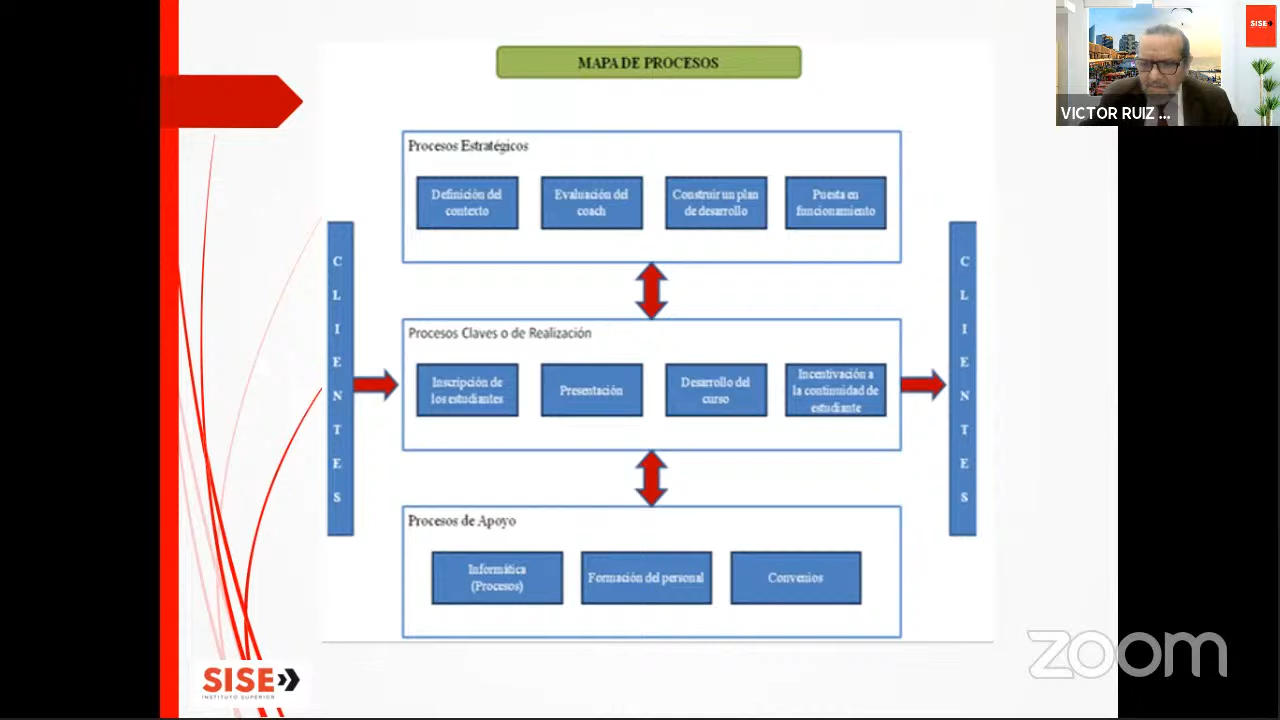 MAPA DE PROCESOS
SISE
VICTOR RUIZ ...
Procesos Estratégicos
Definición del
contexto
Evaluación del
coach
Construir un plan
de desarrollo
Puesta en
funcionamiento
CLIENTES
Procesos Claves o de Realización
Inscripción de
los estudiantes
Presentación
Desarrollo del
curso
Incentivación a
la continuidad de
estudiante
CLIENTES
Procesos de Apoyo
Informática
(Procesos)
Formación del personal
Convenios
zoom
SISE
INSTITUTO SUPERIOR